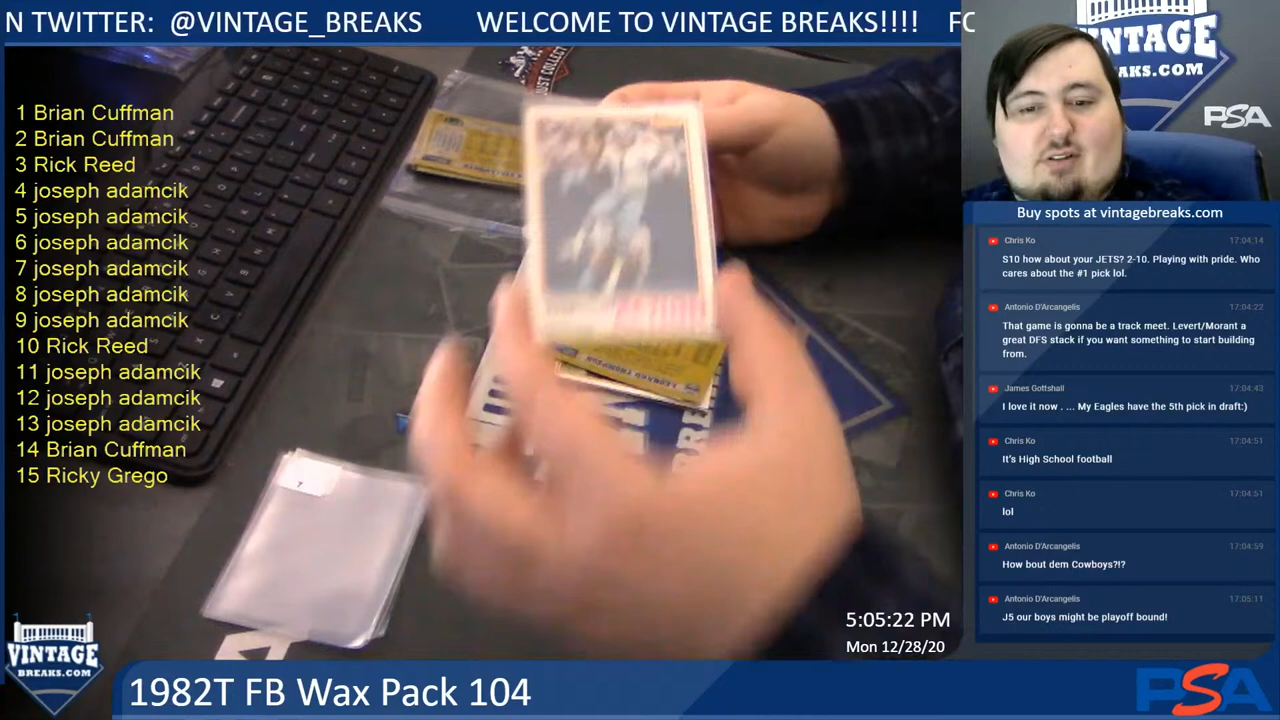 N TWITTER: @VINTAGE_BREAKS WELCOME TO VINTAGE BREAKS!!!! FO
1 Brian Cuffman
2 Brian Cuffman
3 Rick Reed
4 joseph adamcik
5 joseph adamcik
6 joseph adamcik
7 joseph adamcik
8 joseph adamcik
9 joseph adamcik
10 Rick Reed
11 joseph adamcik
12 joseph adamcik
13 joseph adamcik
14 Brian Cuffman
15 Ricky Grego
JUST COLLECT
LEONARD THOMPSON
7
VINTAGE
BREAKS.COM
PSA
Buy spots at vintagebreaks.com
Chris Ko 17:04:14
S10 how about your JETS? 2-10. Playing with pride. Who
cares about the #1 pick lol.
Antonio D'Arcangelis 17:04:22
That game is gonna be a track meet. Levert/Morant a
great DFS stack if you want something to start building
from.
James Gottshall 17:04:43
I love it now . ... My Eagles have the 5th pick in draft:)
Chris Ko 17:04:51
It's High School football
Chris Ko 17:04:51
lol
Antonio D'Arcangelis 17:04:59
How bout dem Cowboys?!?
Antonio D'Arcangelis 17:05:11
J5 our boys might be playoff bound!
5:05:22 PM
Mon 12/28/20
VINTAGE
BREAKS.COM
1982T FB Wax Pack 104
PSA